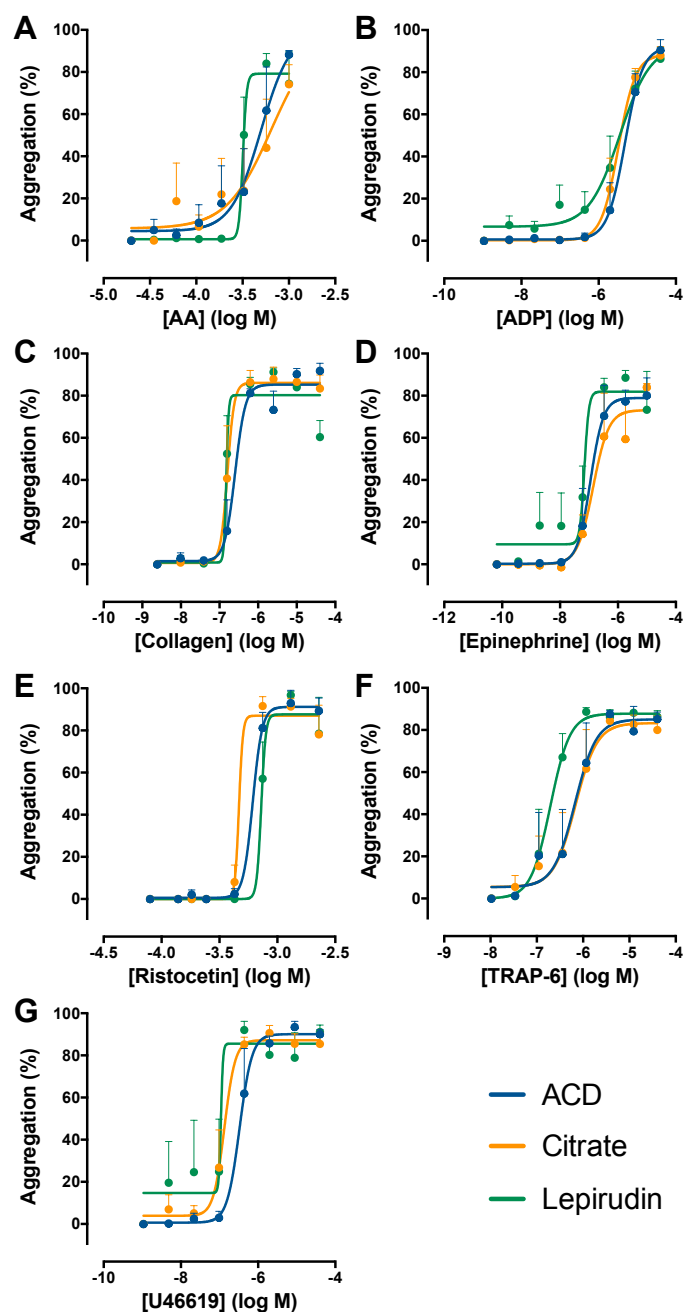 A
B
Aggregation (%)
100
80
60
40
20
0
-5.0 -4.5 -4.0 -3.5 -3.0 -2.5
[AA] (log M)
Aggregation (%)
100
80
60
40
20
0
-10 -8 -6 -4
[ADP] (log M)
C
D
Aggregation (%)
100
80
60
40
20
0
-10 -9 -8 -7 -6 -5 -4
[Collagen] (log M)
Aggregation (%)
100
80
60
40
20
0
-12 -10 -8 -6 -4
[Epinephrine] (log M)
E
F
Aggregation (%)
100
80
60
40
20
0
-4.5 -4.0 -3.5 -3.0 -2.5
[Ristocetin] (log M)
Aggregation (%)
100
80
60
40
20
0
-9 -8 -7 -6 -5 -4
[TRAP-6] (log M)
G
Aggregation (%)
100
80
60
40
20
0
-10 -8 -6 -4
[U46619] (log M)
ACD
Citrate
Lepirudin